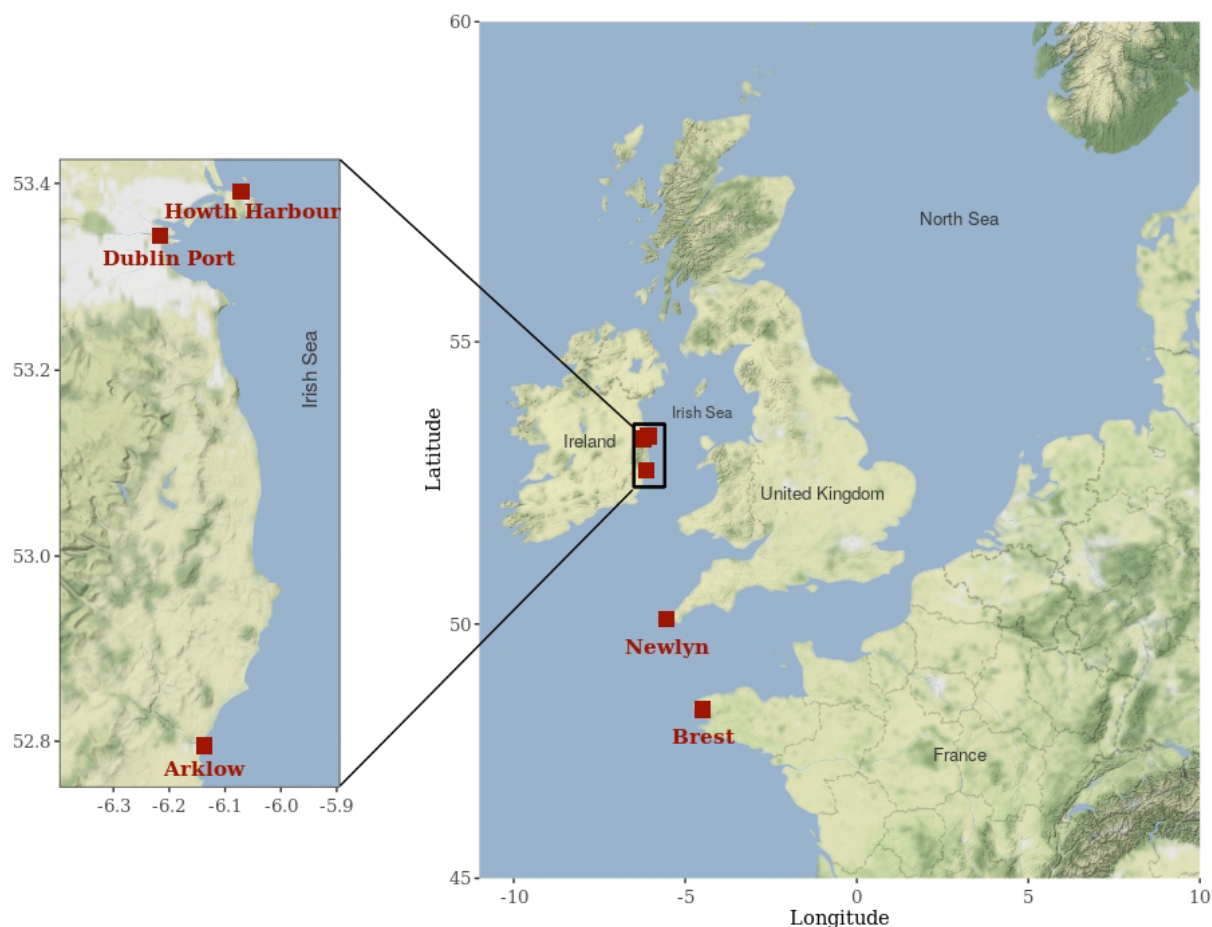 53.4
53.2
53.0
52.8
-6.3
-6.2
-6.1
-6.0
-5.9
Howth Harbour
Dublin Port
Irish Sea
Arklow
60
55
50
45
Latitude
-10
-5
0
5
10
Longitude
North Sea
Irish Sea
Ireland
United Kingdom
Newlyn
Brest
France